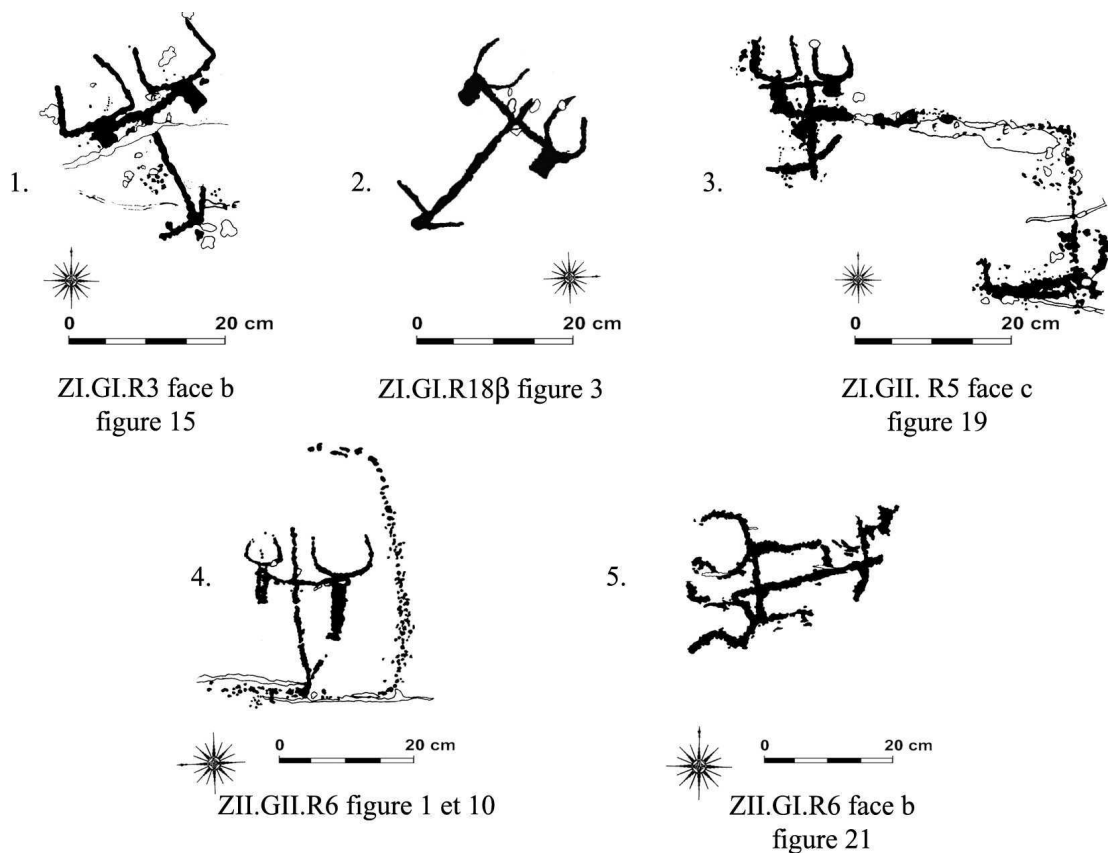 1.
2.
3.
0 20 cm
0 20 cm
0 20 cm
ZI.GI.R3 face b
figure 15
ZI.GI.R18β figure 3
ZI.GII. R5 face c
figure 19
4.
5.
0 20 cm
0 20 cm
ZII.GII.R6 figure 1 et 10
ZII.GI.R6 face b
figure 21